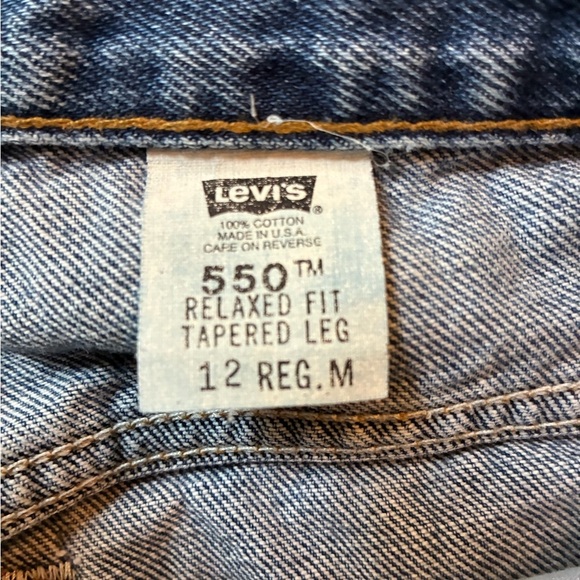 Levi's ®
100% COTTON
MADE IN U.S.A.
CARE ON REVERSE
550™
RELAXED FIT
TAPERED LEG
12 REG. M